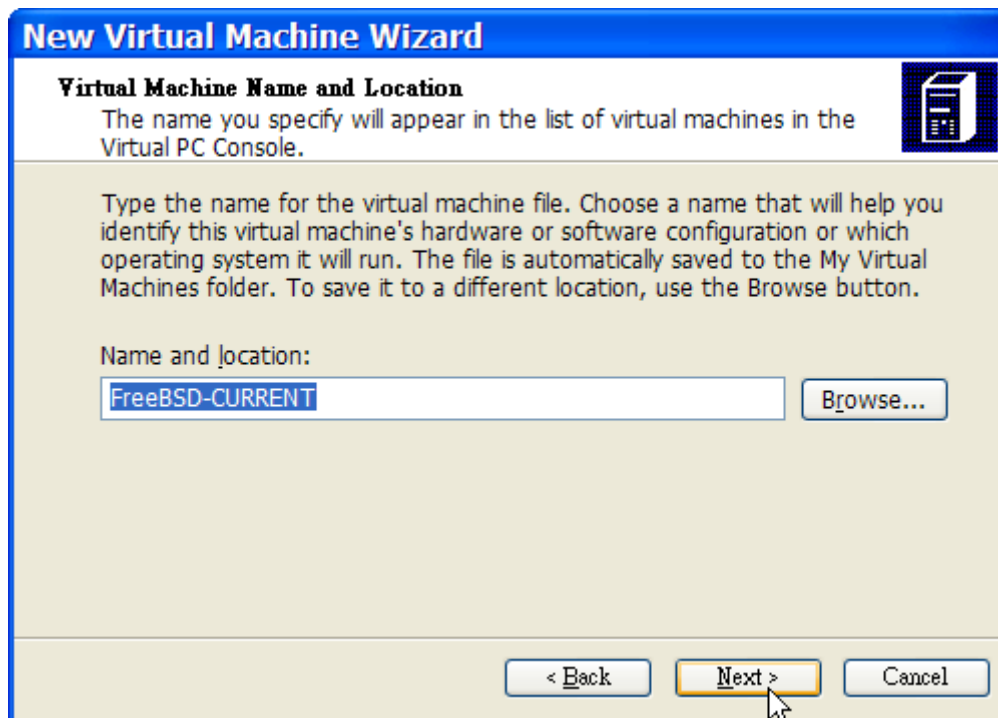 New Virtual Machine Wizard
Virtual Machine Name and Location
The name you specify will appear in the list of virtual machines in the
Virtual PC Console.
Type the name for the virtual machine file. Choose a name that will help you
identify this virtual machine's hardware or software configuration or which
operating system it will run. The file is automatically saved to the My Virtual
Machines folder. To save it to a different location, use the Browse button.
Name and location:
FreeBSD-CURRENT
Browse...
< Back
Next >
Cancel